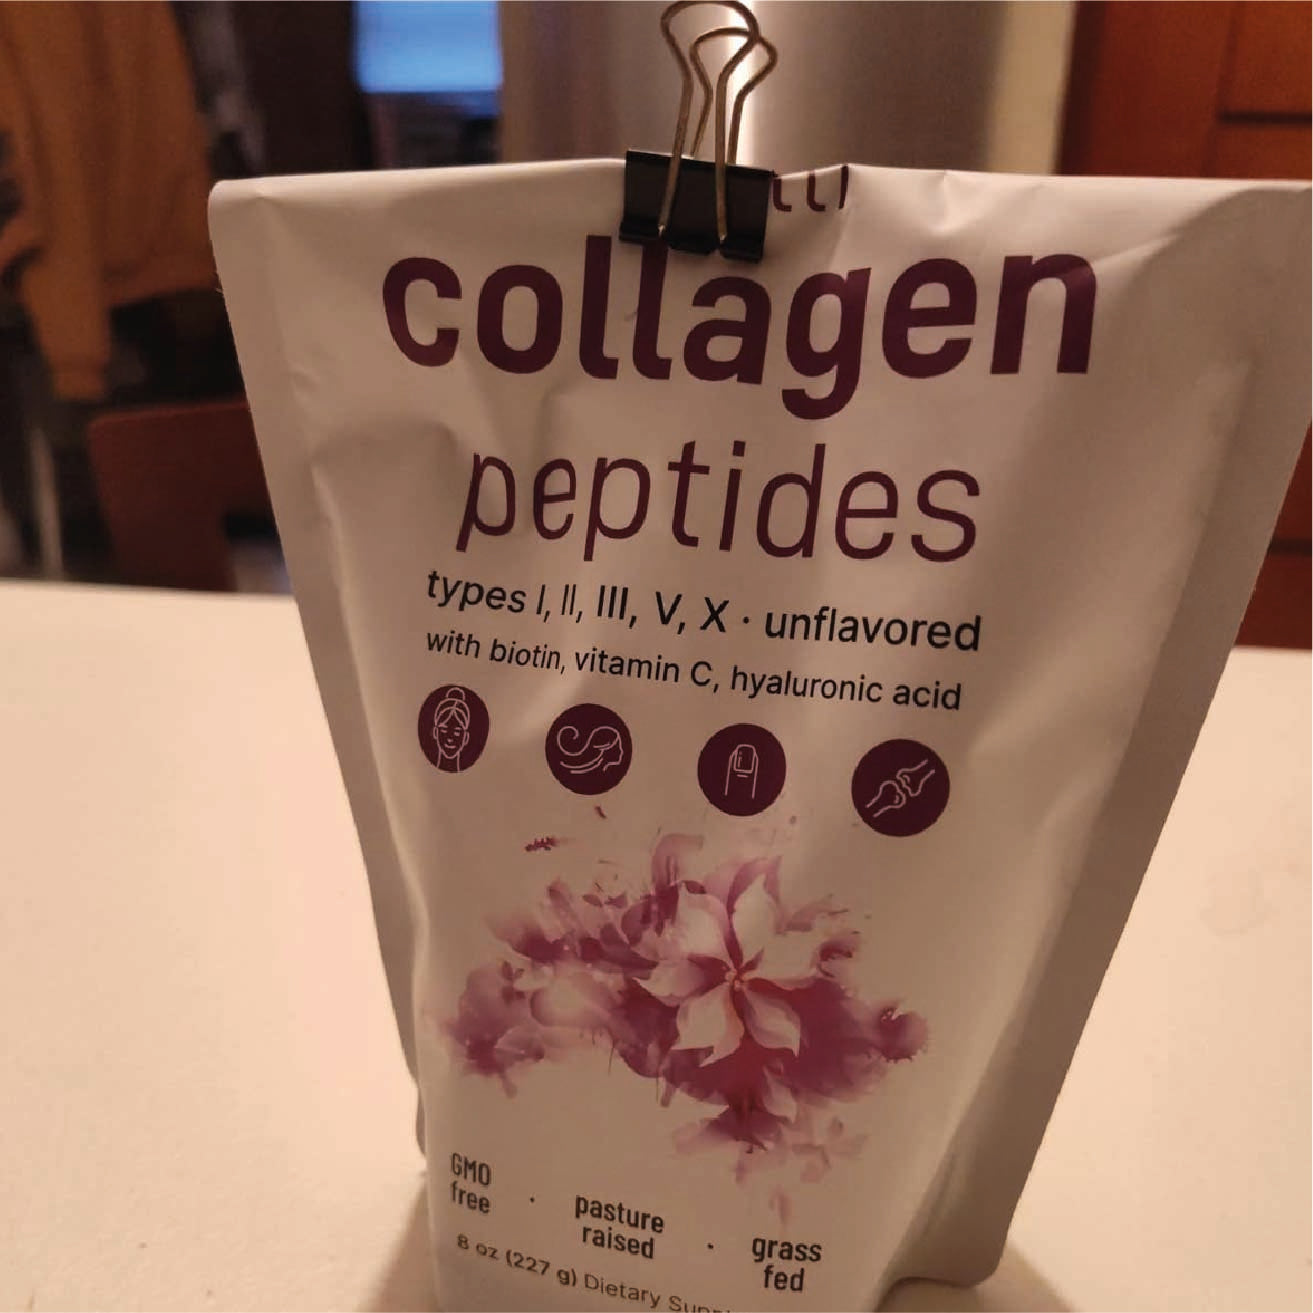 collagen
peptides
types I, II, III, V, X · unflavored
with biotin, vitamin C, hyaluronic acid
GMO free · pasture raised · grass fed
8 oz (227 g) Dietary